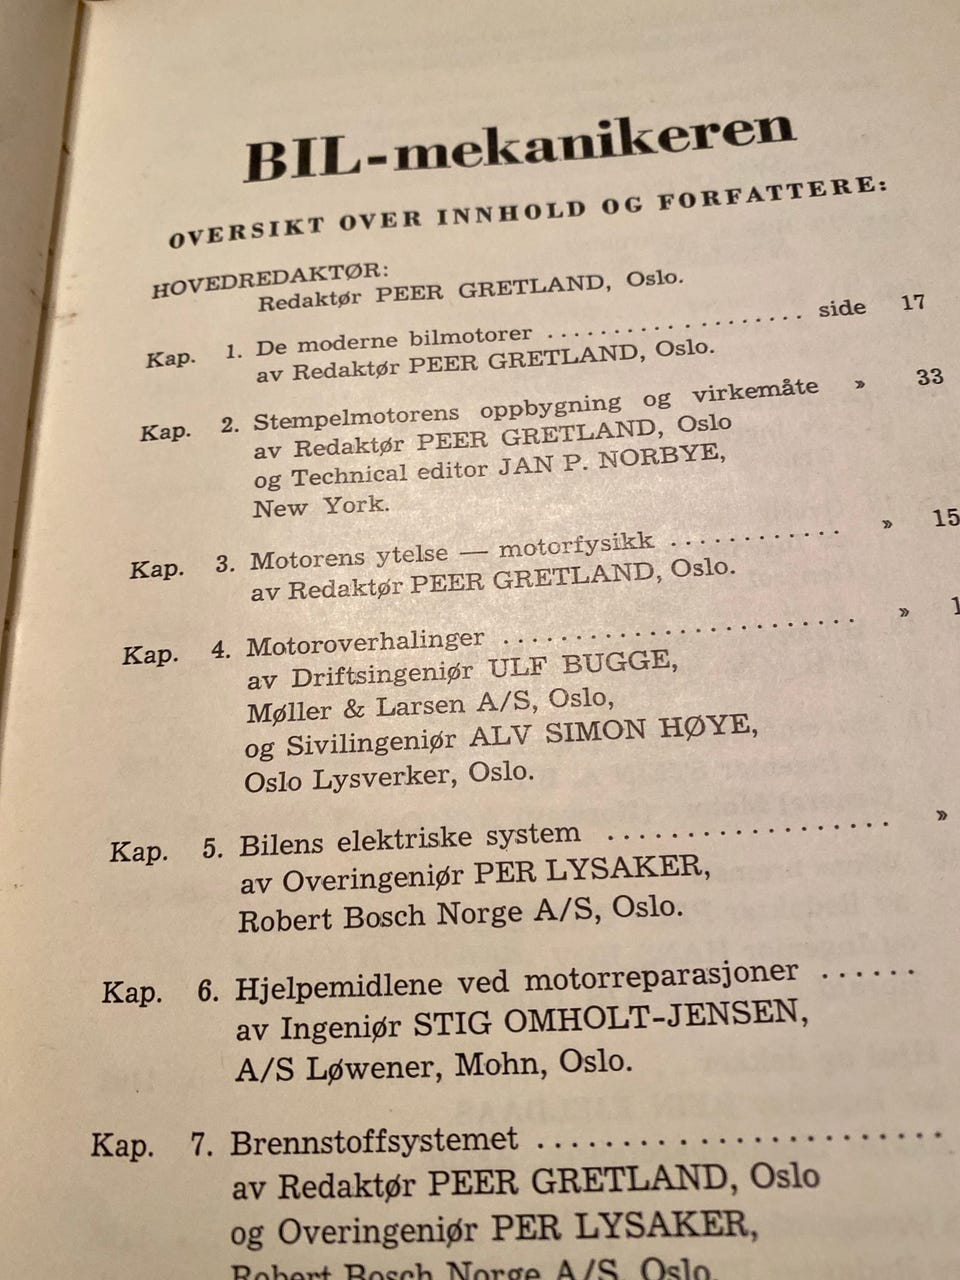 BIL-mekanikeren
OVERSIKT OVER INNHOLD OG FORFATTERE:
HOVEDREDAKTØR:
Redaktør PEER GRETLAND, Oslo.
Kap. 1. De moderne bilmotorer ................... side 17
av Redaktør PEER GRETLAND, Oslo.
Kap. 2. Stempelmotorens oppbygning og virkemåte » 33
av Redaktør PEER GRETLAND, Oslo
og Technical editor JAN P. NORBYE,
New York.
Kap. 3. Motorens ytelse — motorfysikk ............ »
av Redaktør PEER GRETLAND, Oslo.
Kap. 4. Motoroverhalinger ........................ »
av Driftsingeniør ULF BUGGE,
Møller & Larsen A/S, Oslo,
og Sivilingeniør ALV SIMON HØYE,
Oslo Lysverker, Oslo.
Kap. 5. Bilens elektriske system .................. »
av Overingeniør PER LYSAKER,
Robert Bosch Norge A/S, Oslo.
Kap. 6. Hjelpemidlene ved motorreparasjoner ......
av Ingeniør STIG OMHOLT-JENSEN,
A/S Løwener, Mohn, Oslo.
Kap. 7. Brennstoffsystemet ........................
av Redaktør PEER GRETLAND, Oslo
og Overingeniør PER LYSAKER,
Robert Bosch Norge A/S, Oslo.